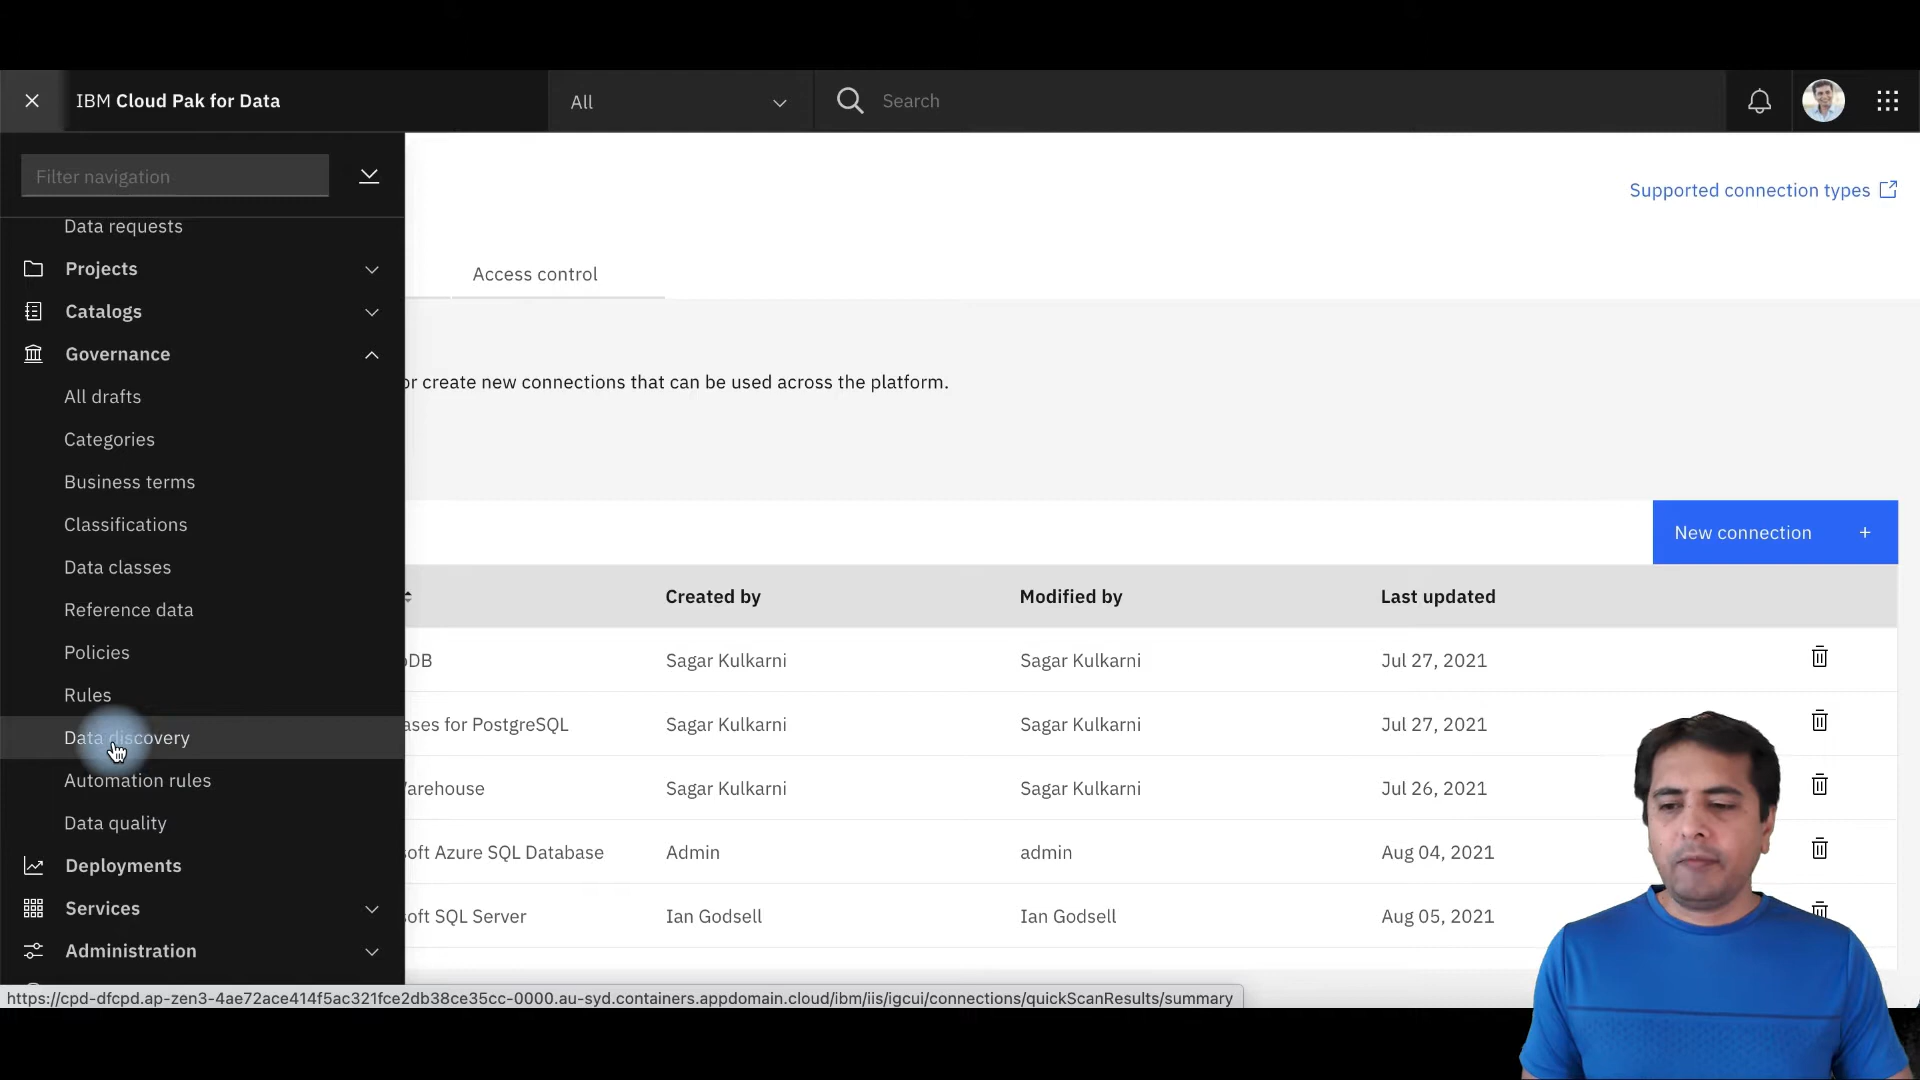 IBM Cloud Pak for Data
All
Search
Filter navigation
Supported connection types
Data requests
Projects
Access control
Catalogs
Governance
or create new connections that can be used across the platform.
All drafts
Categories
Business terms
Classifications
New connection +
Data classes
Created by Modified by Last updated
Reference data
Policies
oDB Sagar Kulkarni Sagar Kulkarni Jul 27, 2021
Rules
ases for PostgreSQL Sagar Kulkarni Sagar Kulkarni Jul 27, 2021
Data discovery
Automation rules
arehouse Sagar Kulkarni Sagar Kulkarni Jul 26, 2021
Data quality
soft Azure SQL Database Admin admin Aug 04, 2021
Deployments
Services
soft SQL Server Ian Godsell Ian Godsell Aug 05, 2021
Administration
https://cpd-dfcpd.ap-zen3-4ae72ace414f5ac321fce2db38ce35cc-0000.au-syd.containers.appdomain.cloud/ibm/iis/igcui/connections/quickScanResults/summary